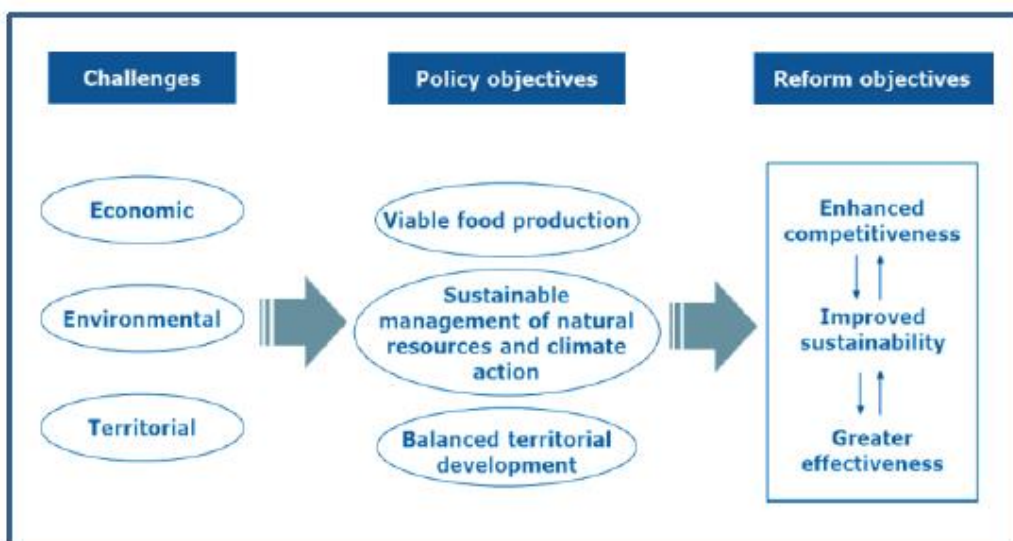 Challenges
Policy objectives
Reform objectives
Economic
Environmental
Territorial
Viable food production
Sustainable
management of natural
resources and climate
action
Balanced territorial
development
Enhanced
competitiveness
Improved
sustainability
Greater
effectiveness